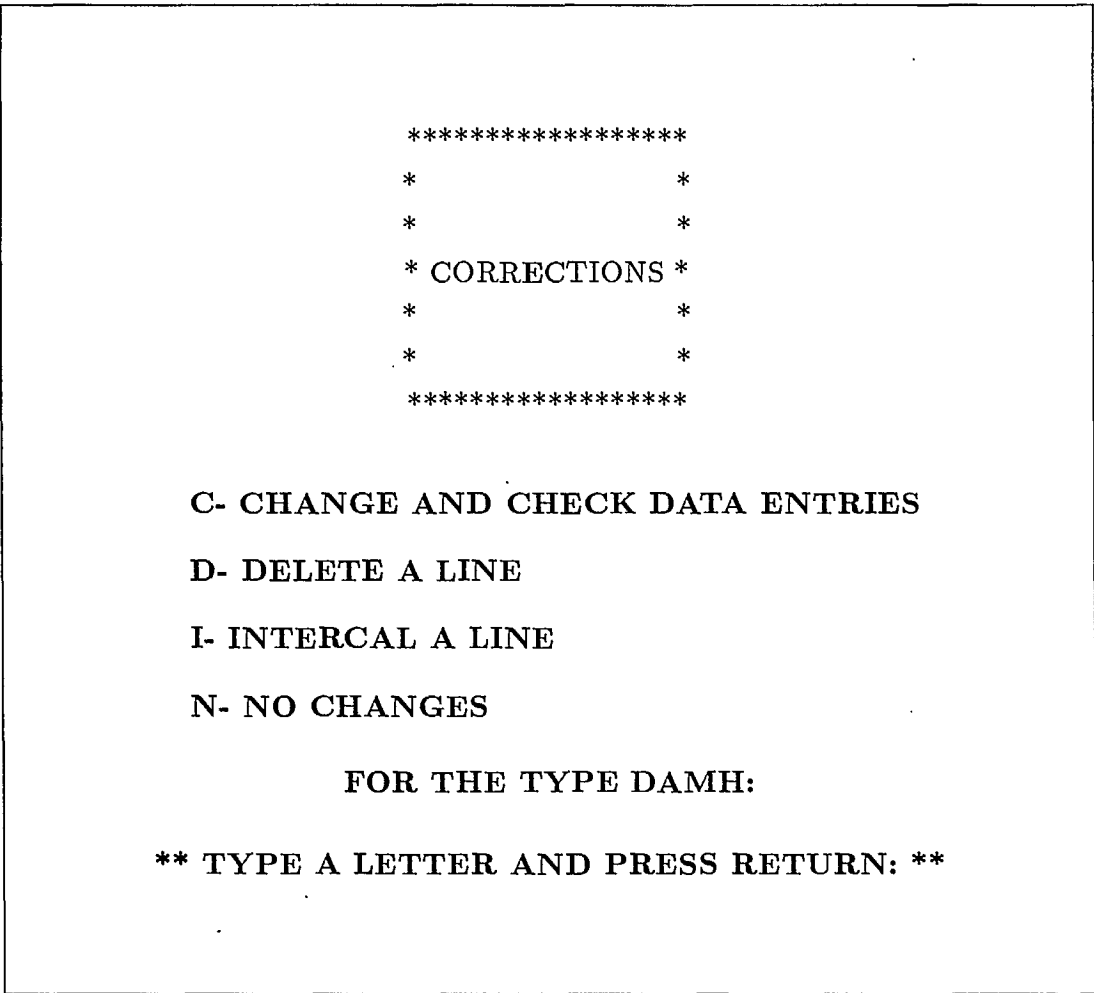 ******************
* *
* *
* CORRECTIONS *
* *
* *
******************
C- CHANGE AND CHECK DATA ENTRIES
D- DELETE A LINE
I- INTERCAL A LINE
N- NO CHANGES
FOR THE TYPE DAMH:
** TYPE A LETTER AND PRESS RETURN: **